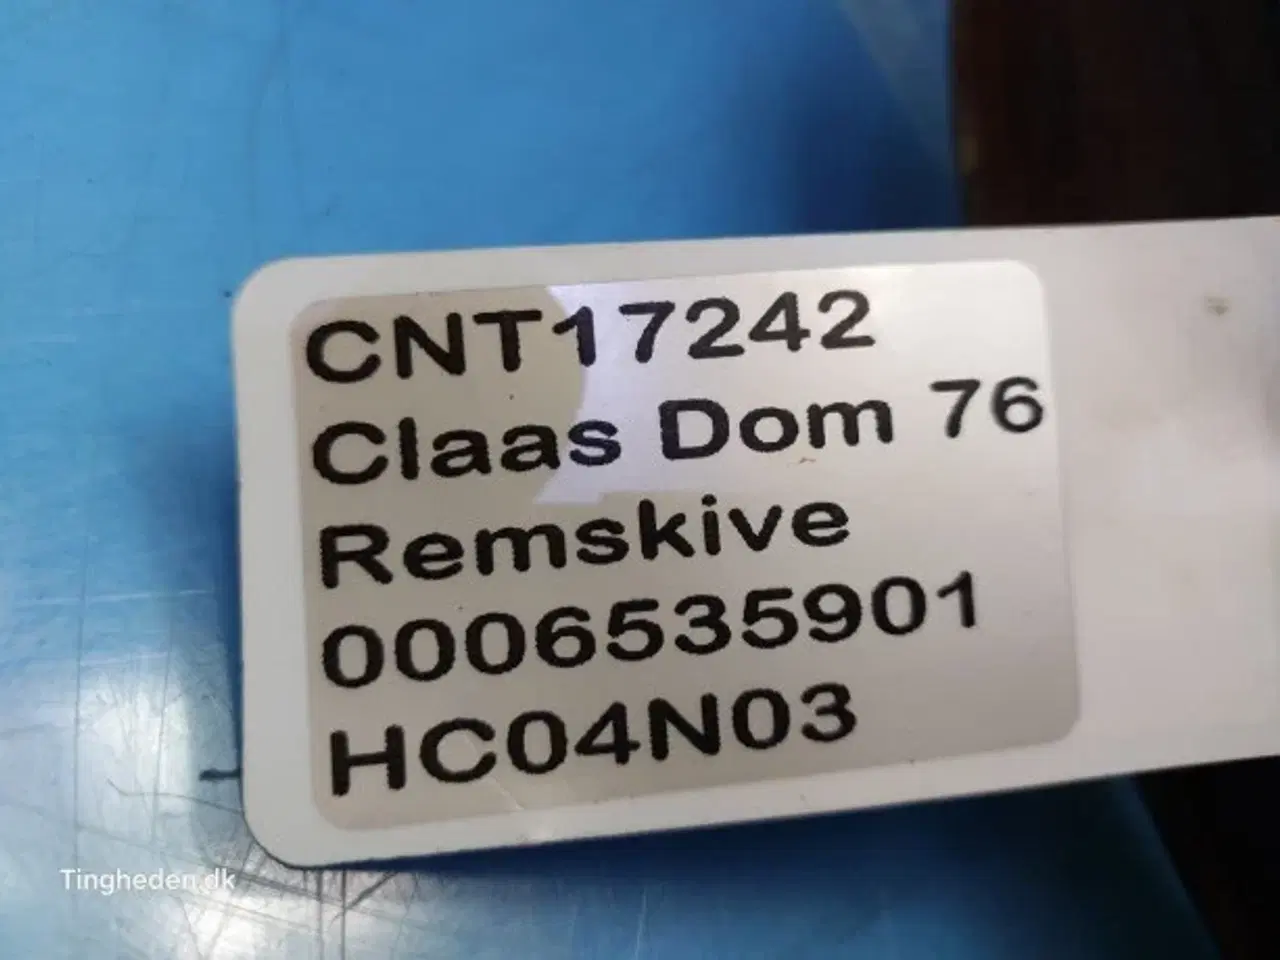 CNT17242
Claas Dom 76
Remskive
0006535901
HC04N03
Tingheden.dk